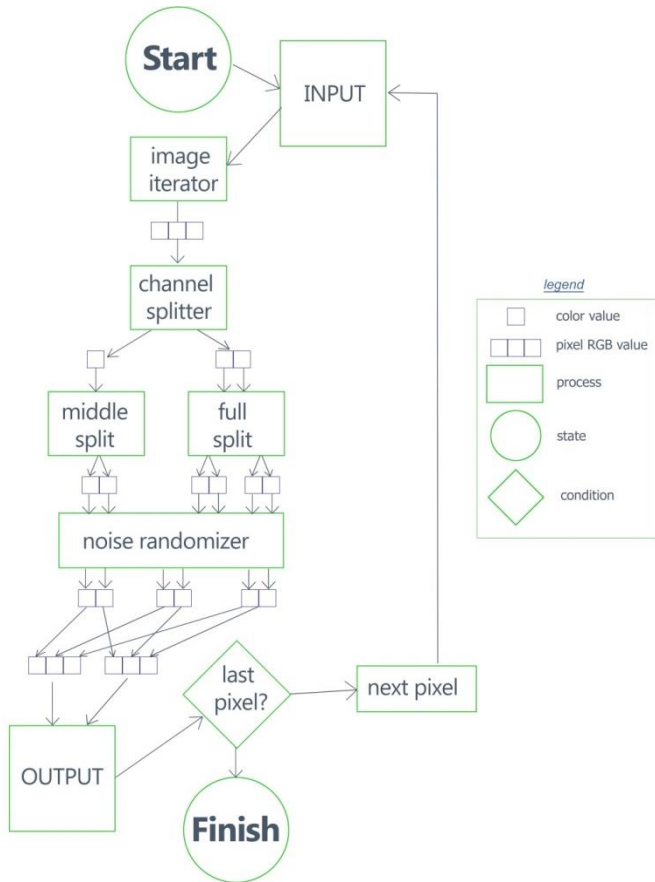 Start
INPUT
image
iterator
channel
splitter
middle
split
full
split
noise randomizer
last
pixel?
next pixel
OUTPUT
Finish
legend
color value
pixel RGB value
process
state
condition